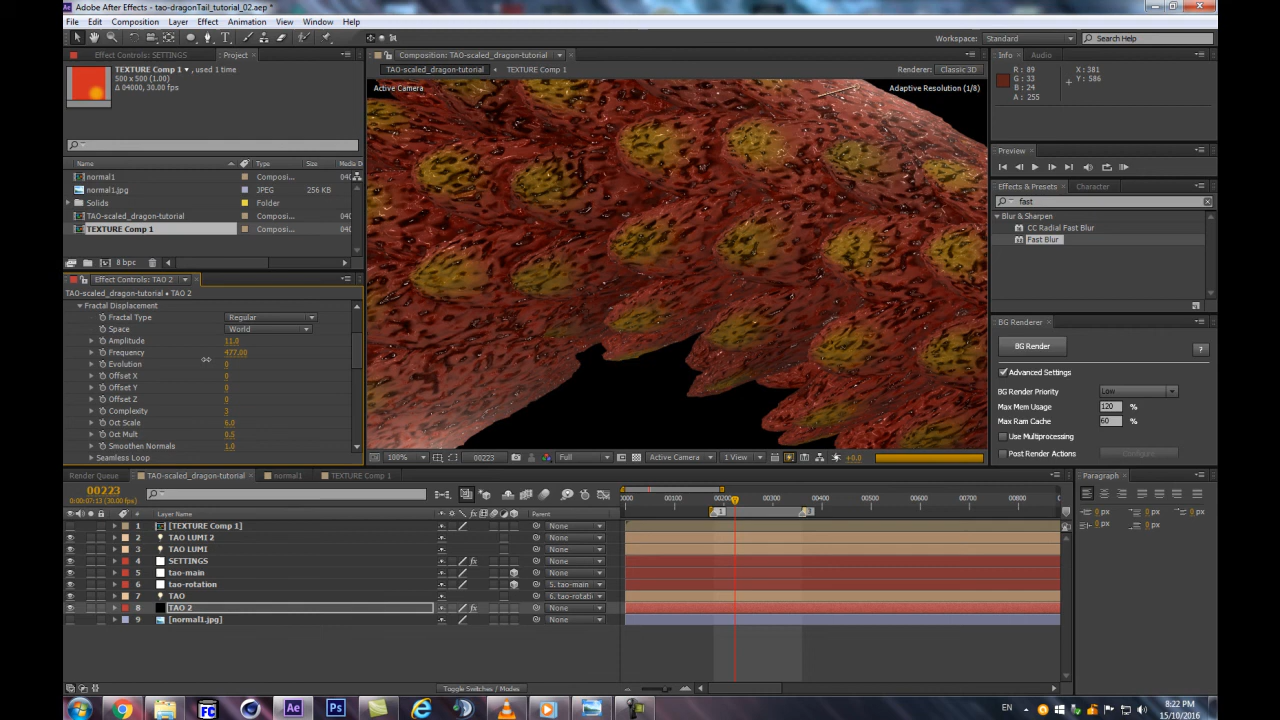 Adobe After Effects - tao-dragonTail_tutorial_02.aep *
File Edit Composition Layer Effect Animation View Window Help
Workspace: Standard Search Help
Effect Controls: SETTINGS Project
TEXTURE Comp 1 , used 1 time
500 x 500 (1.00)
Δ 04000, 30.00 fps
Composition: TAO-scaled_dragon-tutorial
TAO-scaled_dragon-tutorial TEXTURE Comp 1
Renderer: Classic 3D
Active Camera
Adaptive Resolution (1/8)
Info Audio
R: 89
G: 33
B: 24
A: 255
X: 381
Y: 586
Name Type Size Media D
normal1 Composi... 040
normal1.jpg JPEG 256 KB
Solids Folder
TAO-scaled_dragon-tutorial Composi... 040
TEXTURE Comp 1 Composi... 040
8 bpc
Preview
Effects & Presets Character
fast
Blur & Sharpen
CC Radial Fast Blur
Fast Blur
Effect Controls: TAO 2
TAO-scaled_dragon-tutorial • TAO 2
Fractal Displacement
Fractal Type Regular
Space World
Amplitude 11.0
Frequency 477.00
Evolution 0
Offset X 0
Offset Y 0
Offset Z 0
Complexity 3
Oct Scale 6.0
Oct Mult 0.5
Smoothen Normals 1.0
Seamless Loop
100% 00223 Full Active Camera 1 View +0.0
BG Renderer
BG Render ?
Advanced Settings
BG Render Priority Low
Max Mem Usage 120 %
Max Ram Cache 60 %
Use Multiprocessing
Post Render Actions
Render Queue TAO-scaled_dragon-tutorial normal1 TEXTURE Comp 1
00223
0:00:07:13 (30.00 fps)
0000 00100 00200 00300 00400 00500 00600 00700 00800
# Layer Name Parent
1 [TEXTURE Comp 1] None
2 TAO LUMI 2 None
3 TAO LUMI None
4 SETTINGS None
5 tao-main None
6 tao-rotation 5. tao-main
7 TAO 6. tao-rotati
8 TAO 2 None
9 [normal1.jpg] None
Toggle Switches / Modes
Paragraph
0 px 0 px 0 px
0 px 0 px
EN
8:22 PM
15/10/2016